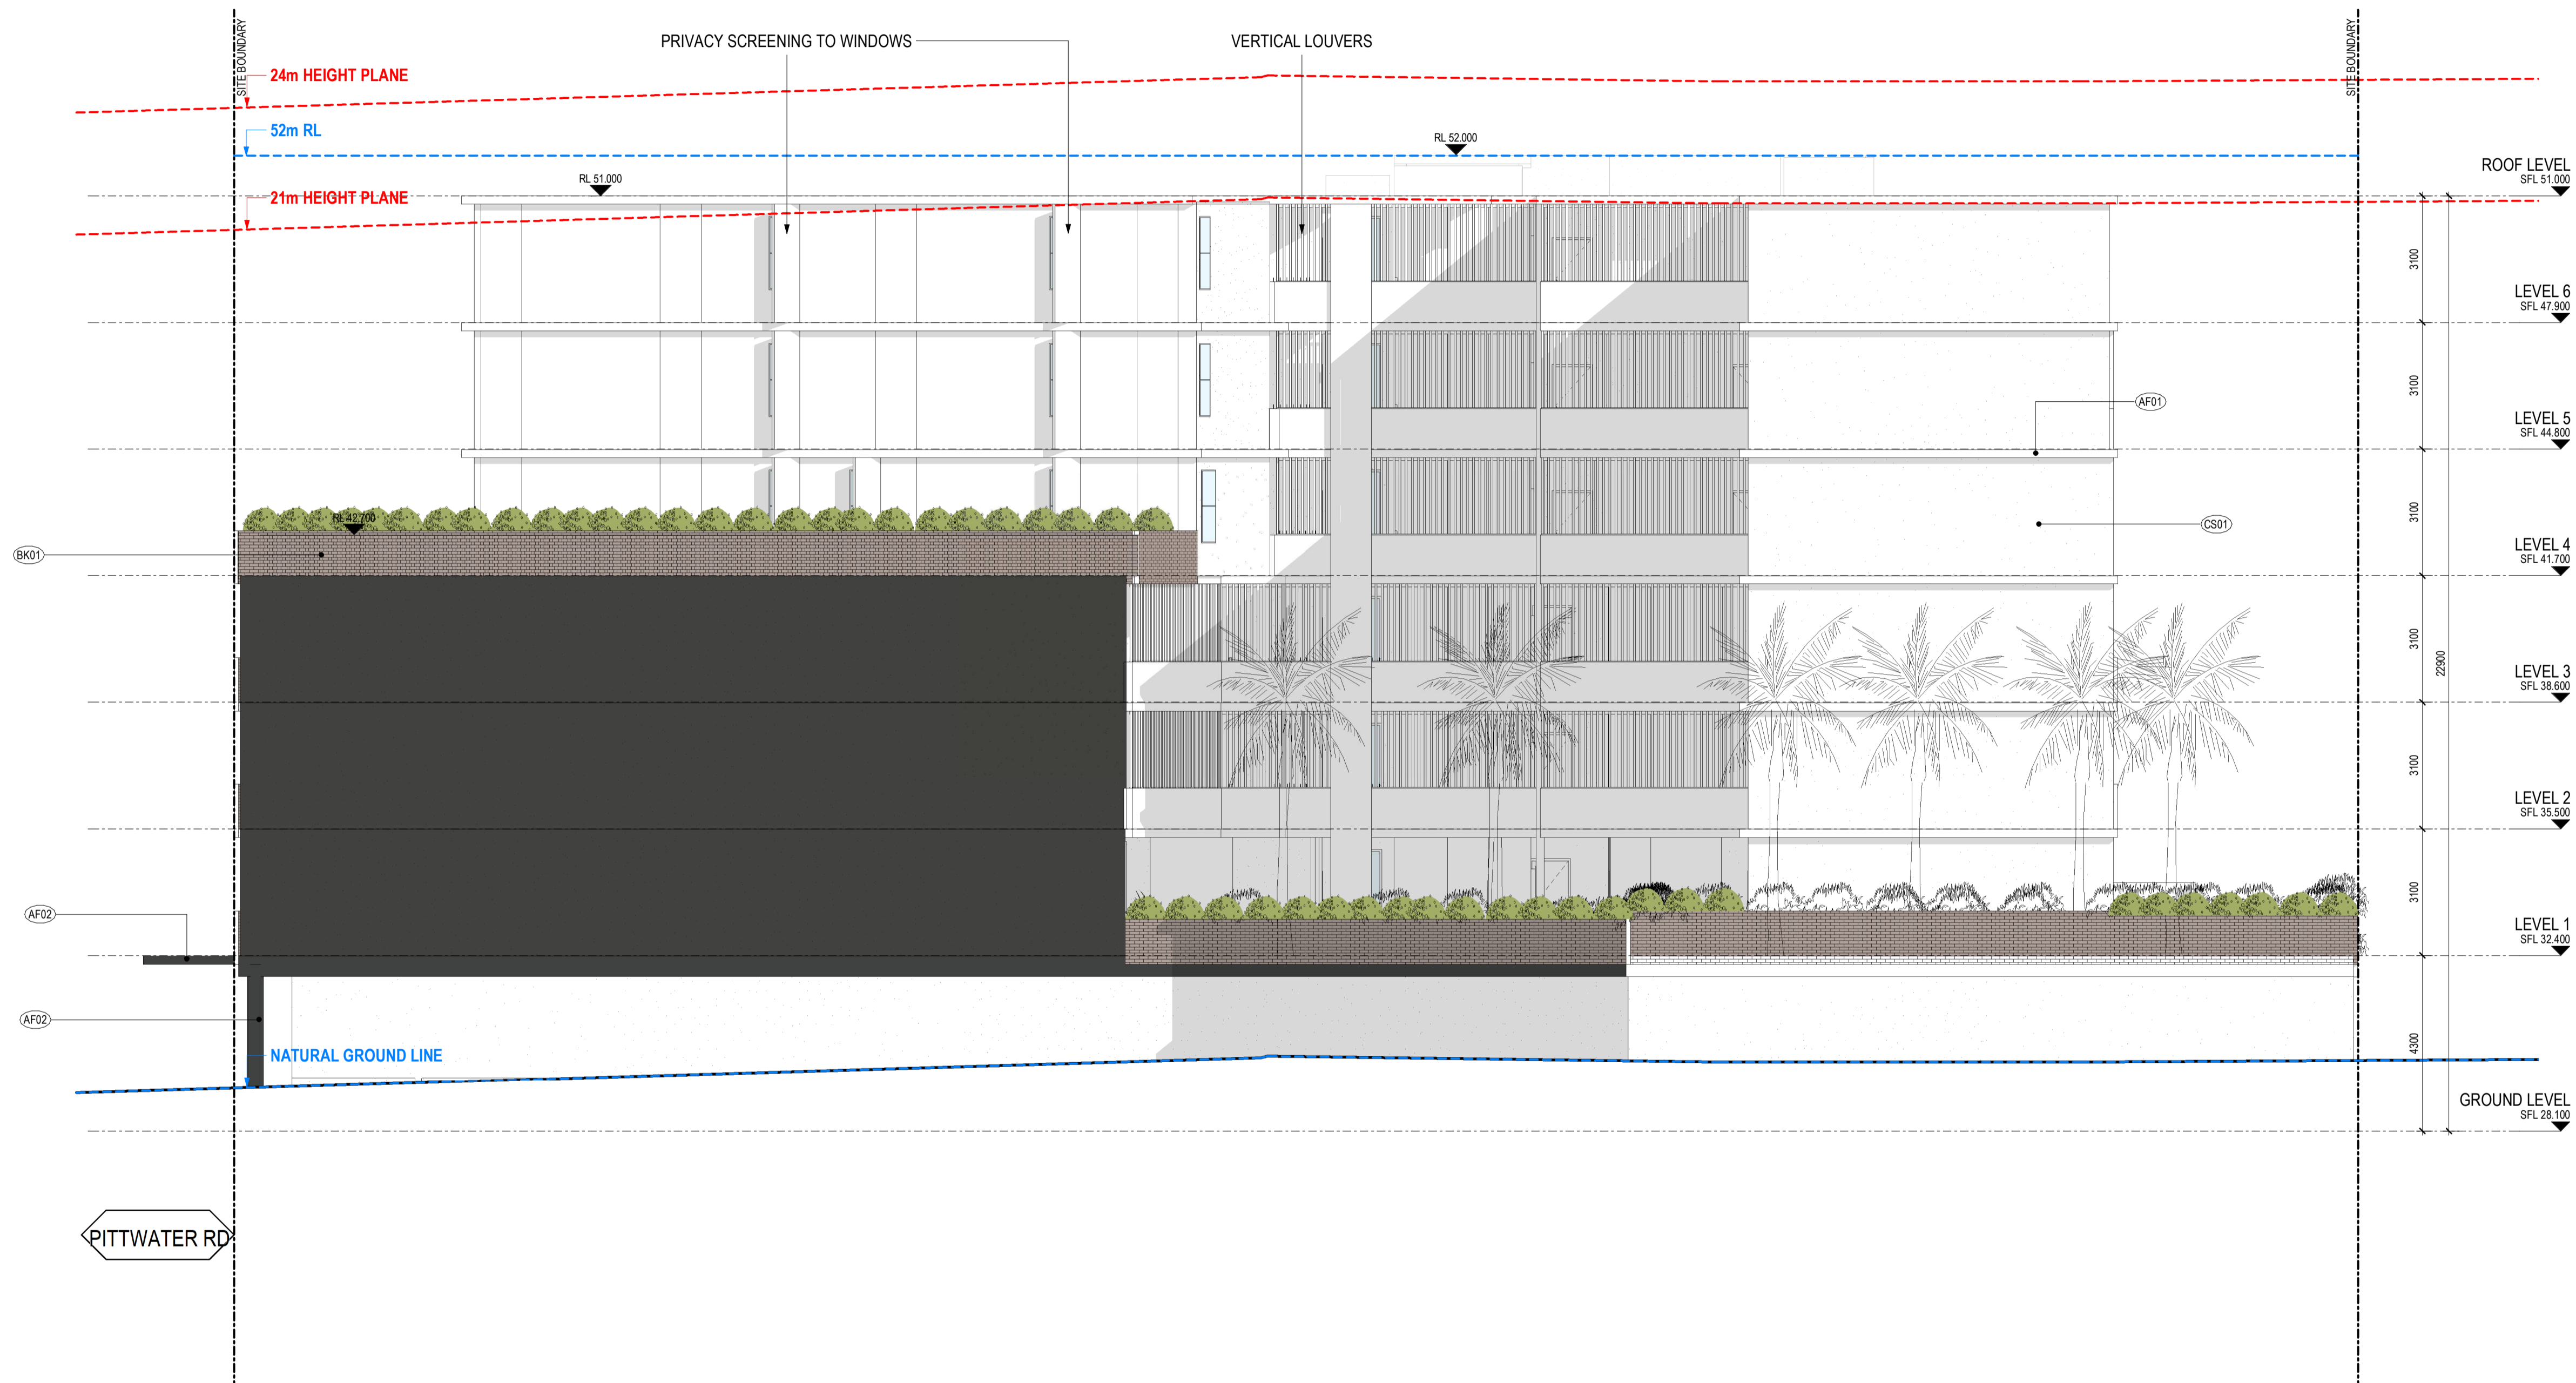 SITE BOUNDARY
SITE BOUNDARY
PRIVACY SCREENING TO WINDOWS
VERTICAL LOUVERS
24m HEIGHT PLANE
52m RL
RL 52.000
ROOF LEVEL
SFL 51.000
RL 51.000
21m HEIGHT PLANE
3100
LEVEL 6
SFL 47.900
3100
AF01
LEVEL 5
SFL 44.800
3100
RL 42.700
CS01
BK01
LEVEL 4
SFL 41.700
3100
22900
LEVEL 3
SFL 38.600
3100
LEVEL 2
SFL 35.500
3100
AF02
LEVEL 1
SFL 32.400
AF02
4300
NATURAL GROUND LINE
GROUND LEVEL
SFL 28.100
PITTWATER RD